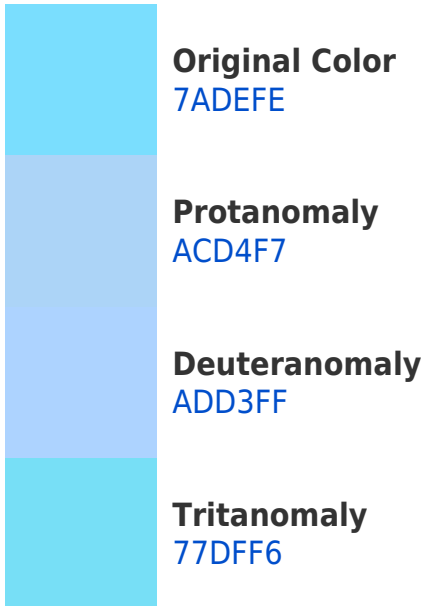 Original Color
7ADEFE
Protanomaly
ACD4F7
Deuteranomaly
ADD3FF
Tritanomaly
77DFF6